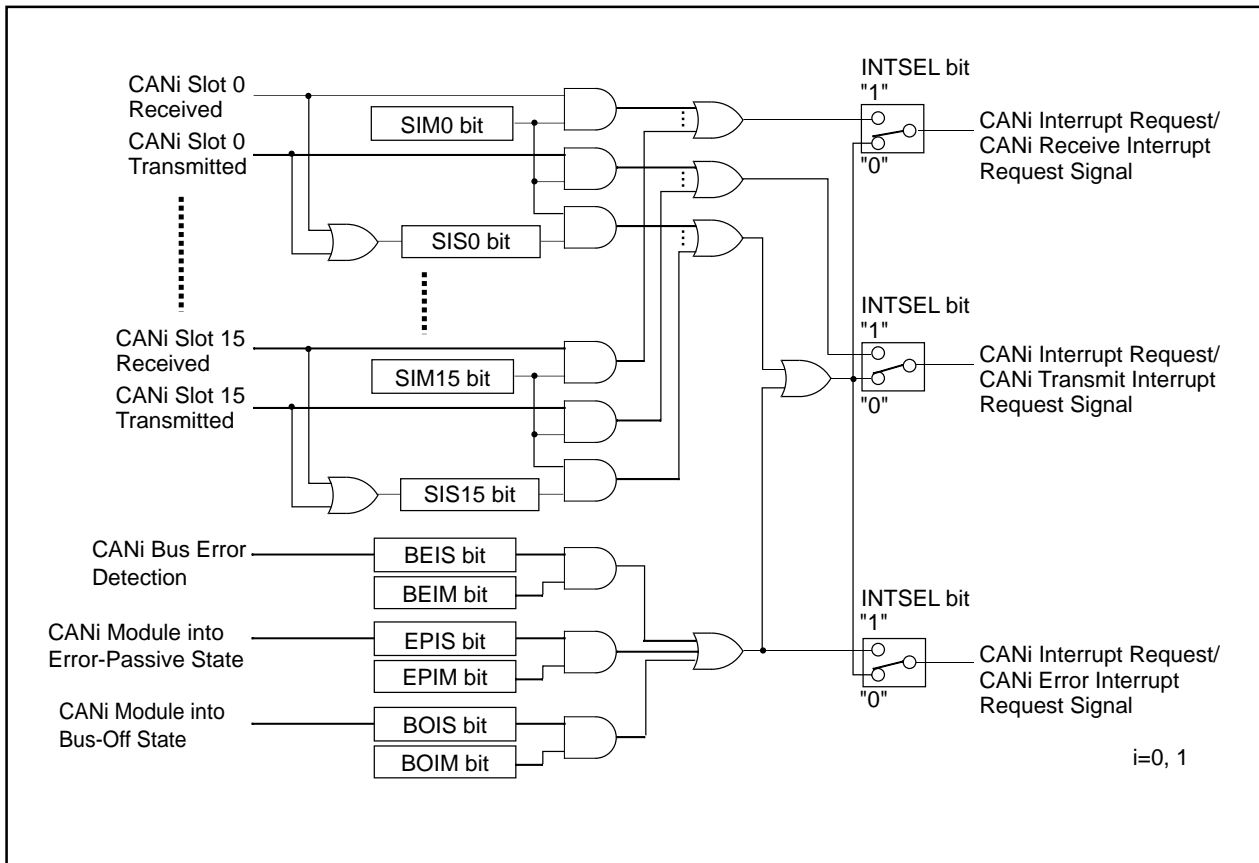 CANi Slot 0
Received
SIM0 bit
CANi Slot 0
Transmitted
SIS0 bit
CANi Slot 15
Received
SIM15 bit
CANi Slot 15
Transmitted
SIS15 bit
CANi Bus Error
Detection
BEIS bit
BEIM bit
CANi Module into
Error-Passive State
EPIS bit
EPIM bit
CANi Module into
Bus-Off State
BOIS bit
BOIM bit
INTSEL bit
"1"
"0"
CANi Interrupt Request/
CANi Receive Interrupt
Request Signal
INTSEL bit
"1"
"0"
CANi Interrupt Request/
CANi Transmit Interrupt
Request Signal
INTSEL bit
"1"
"0"
CANi Interrupt Request/
CANi Error Interrupt
Request Signal
i=0, 1